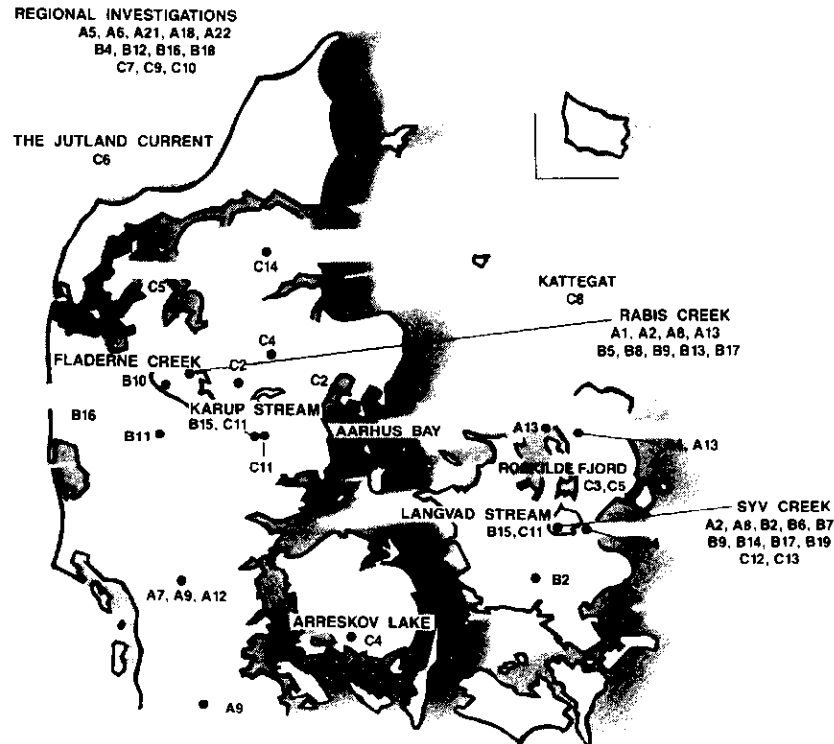 REGIONAL INVESTIGATIONS
A5, A6, A21, A18, A22
B4, B12, B16, B18
C7, C9, C10
THE JUTLAND CURRENT
C6
C14
C5
KATTEGAT
C8
RABIS CREEK
A1, A2, A8, A13
B5, B8, B9, B13, B17
C4
FLADERNE CREEK
B10
C2
C2
KARUP STREAM
B15, C11
B16
B11
C11
AARHUS BAY
A13
A13
FJORD
C3, C5
LANGVAD STREAM
B15, C11
SYV CREEK
A2, A8, B2, B6, B7
B9, B14, B17, B19
C12, C13
A7, A9, A12
B2
ARRESKOV LAKE
C4
A9